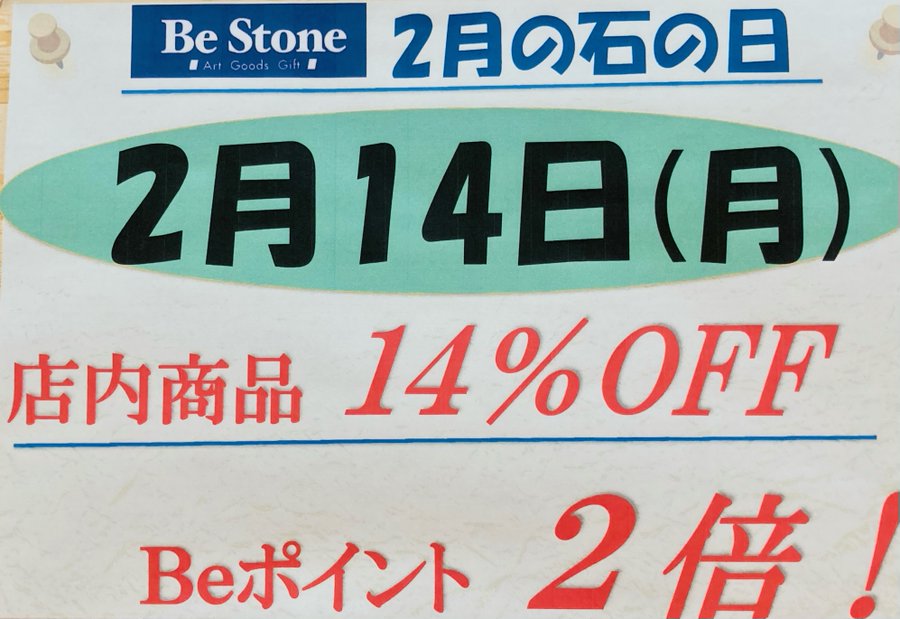 Be Stone 2月の石の日
Art Goods Gift
2月14日(月)
店内商品 14%OFF
Beポイント 2倍!